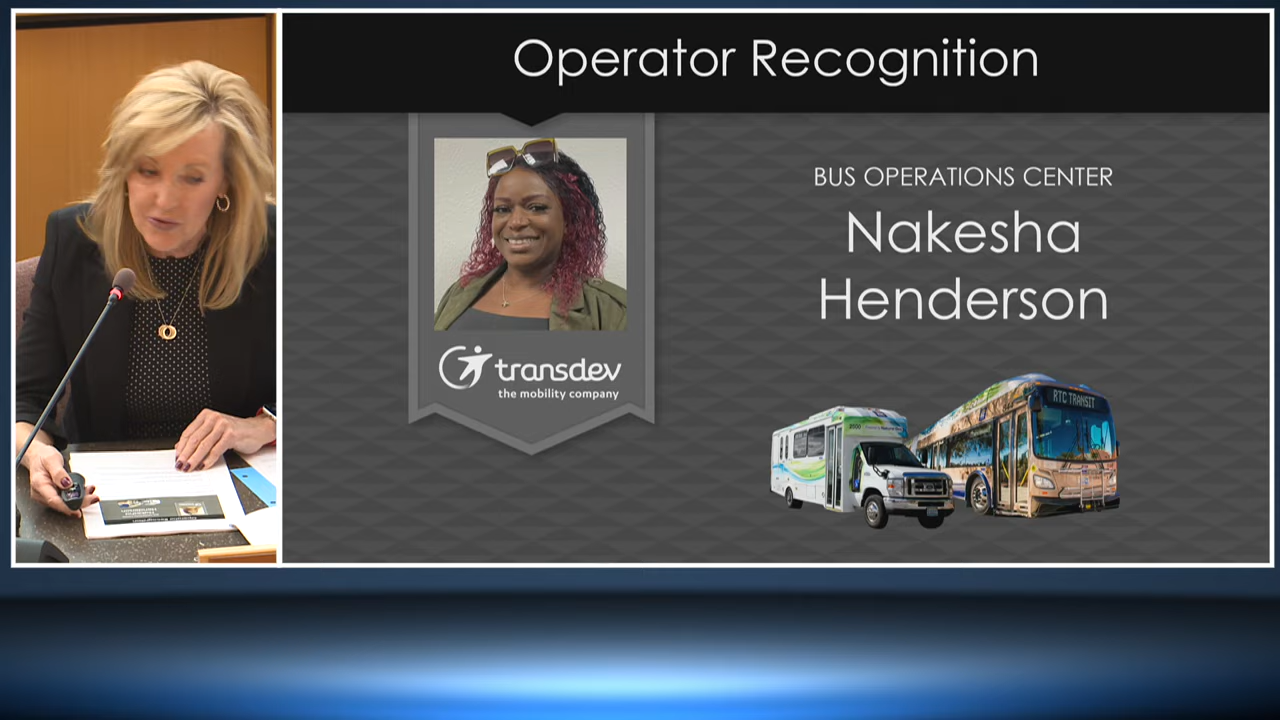 Operator Recognition
BUS OPERATIONS CENTER
Nakesha
Henderson
transdev
the mobility company
RTC TRANSIT